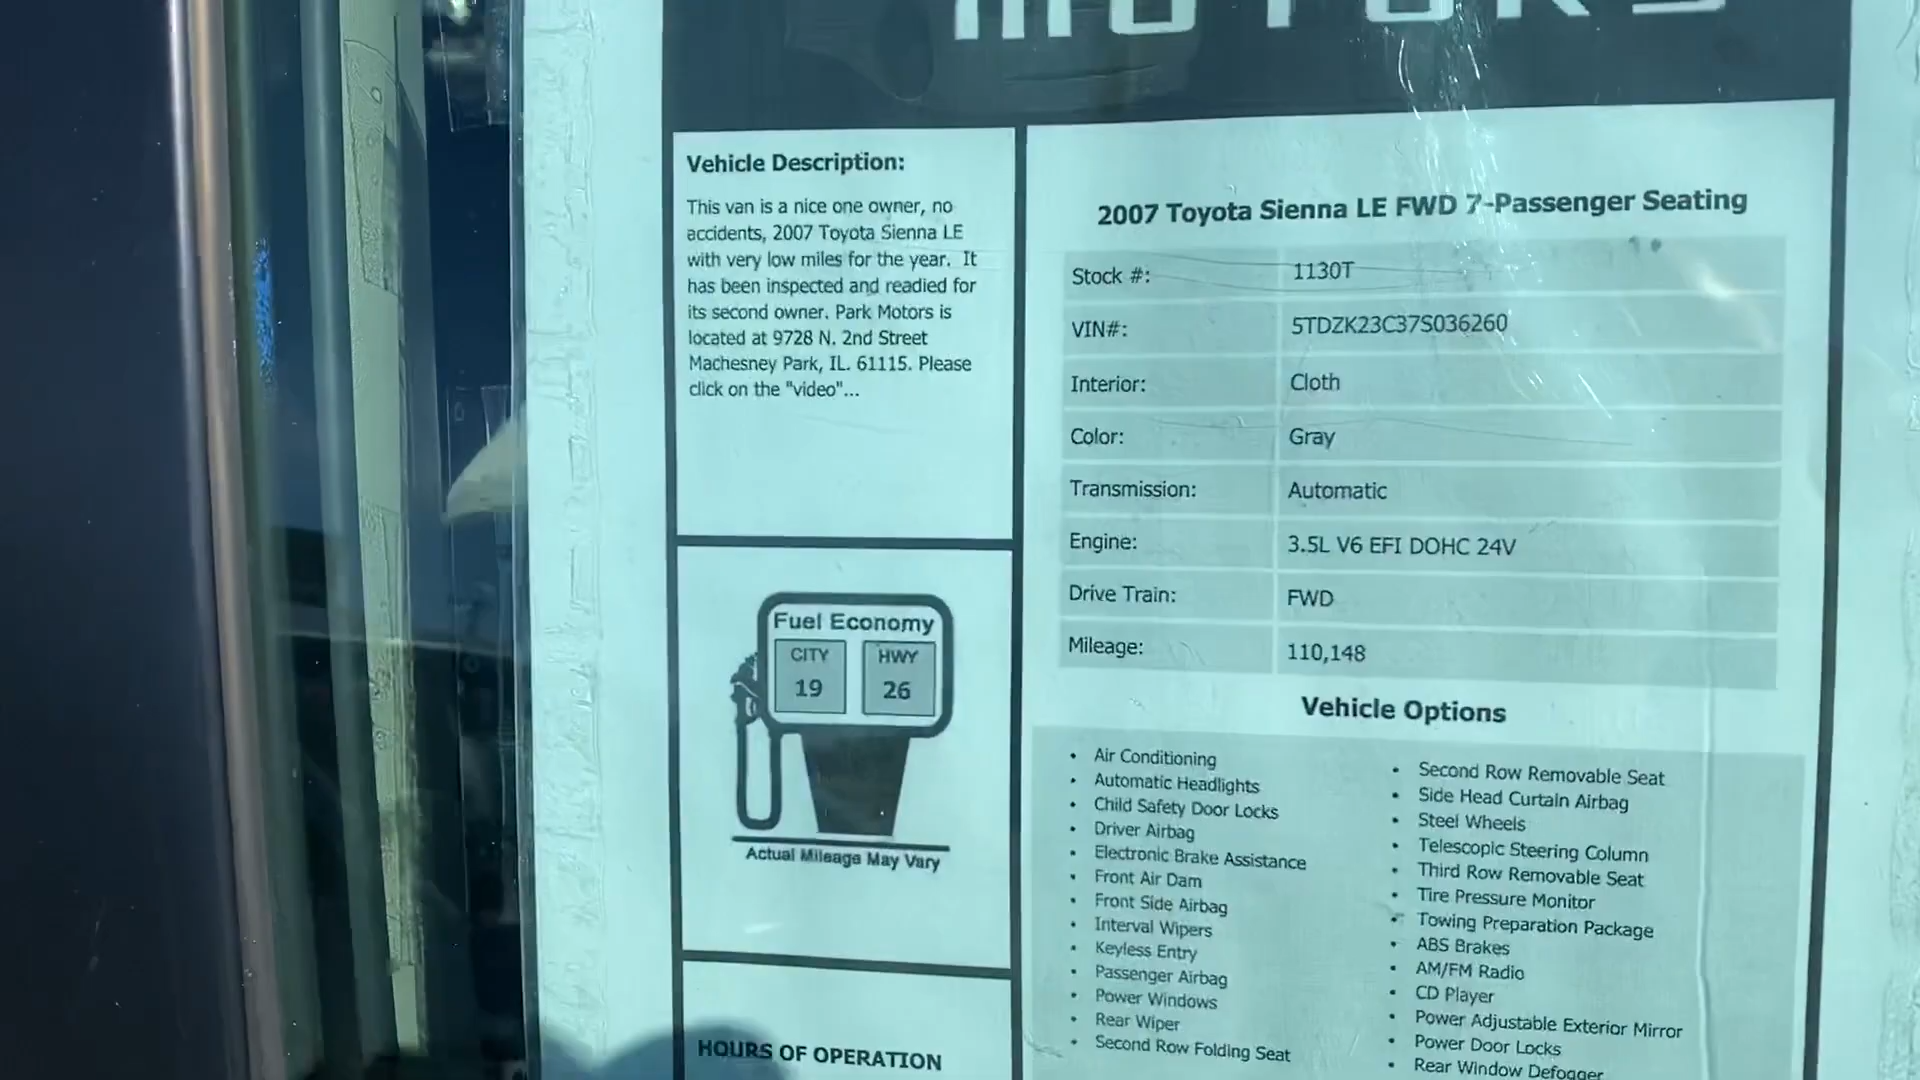 MOTORS
Vehicle Description:
This van is a nice one owner, no
accidents, 2007 Toyota Sienna LE
with very low miles for the year. It
has been inspected and readied for
its second owner. Park Motors is
located at 9728 N. 2nd Street
Machesney Park, IL. 61115. Please
click on the "video"...
Fuel Economy
CITY HWY
19 26
Actual Mileage May Vary
HOURS OF OPERATION
2007 Toyota Sienna LE FWD 7-Passenger Seating
Stock #: 1130T
VIN#: 5TDZK23C37S036260
Interior: Cloth
Color: Gray
Transmission: Automatic
Engine: 3.5L V6 EFI DOHC 24V
Drive Train: FWD
Mileage: 110,148
Vehicle Options
• Air Conditioning
• Automatic Headlights
• Child Safety Door Locks
• Driver Airbag
• Electronic Brake Assistance
• Front Air Dam
• Front Side Airbag
• Interval Wipers
• Keyless Entry
• Passenger Airbag
• Power Windows
• Rear Wiper
• Second Row Folding Seat
• Second Row Removable Seat
• Side Head Curtain Airbag
• Steel Wheels
• Telescopic Steering Column
• Third Row Removable Seat
• Tire Pressure Monitor
• Towing Preparation Package
• ABS Brakes
• AM/FM Radio
• CD Player
• Power Adjustable Exterior Mirror
• Power Door Locks
• Rear Window Defogger